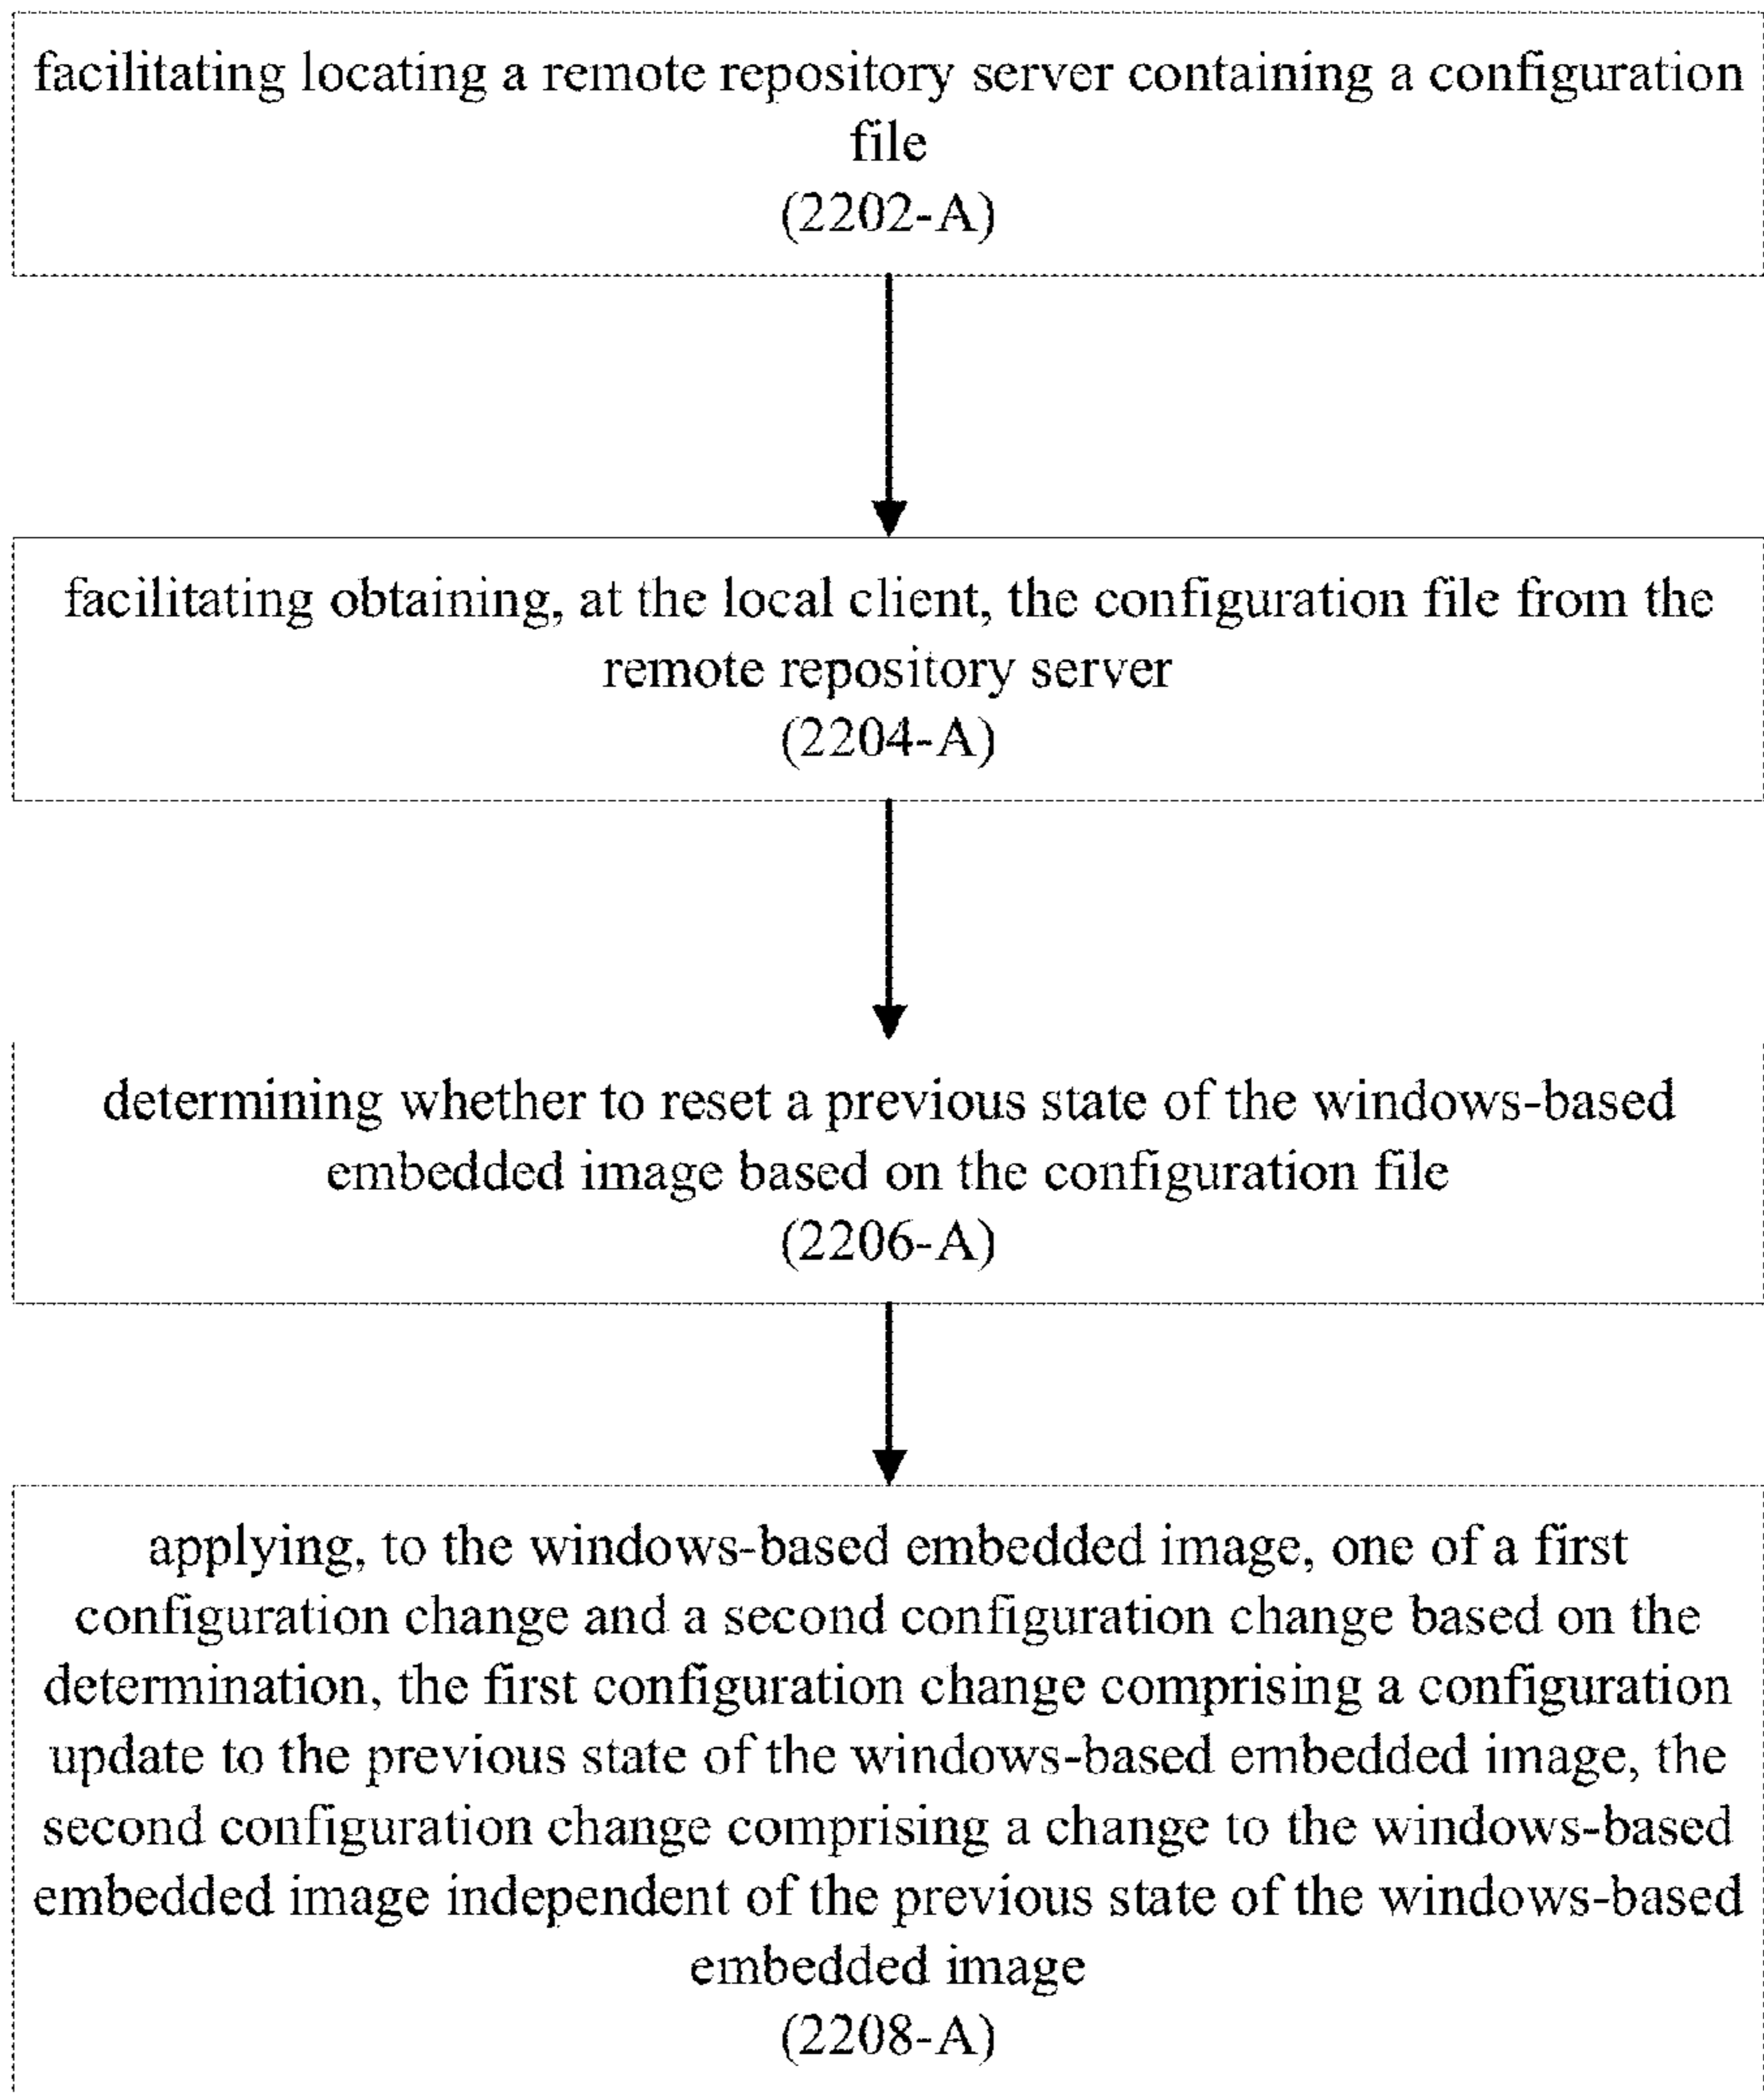 facilitating locating a remote repository server containing a configuration
file
(2202-A)
facilitating obtaining, at the local client, the configuration file from the
remote repository server
(2204-A)
determining whether to reset a previous state of the windows-based
embedded image based on the configuration file
(2206-A)
applying, to the windows-based embedded image, one of a first
configuration change and a second configuration change based on the
determination, the first configuration change comprising a configuration
update to the previous state of the windows-based embedded image, the
second configuration change comprising a change to the windows-based
embedded image independent of the previous state of the windows-based
embedded image
(2208-A)